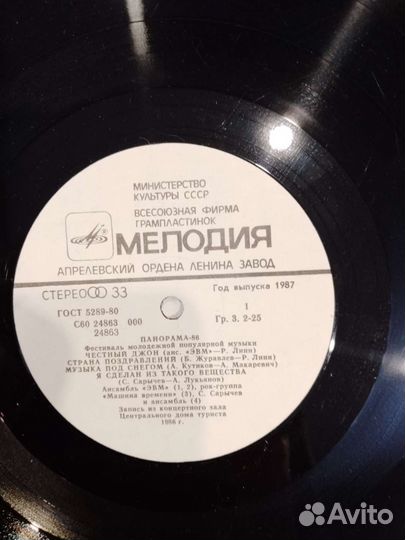 МИНИСТЕРСТВО
КУЛЬТУРЫ СССР
ВСЕСОЮЗНАЯ ФИРМА
ГРАМПЛАСТИНОК
МЕЛОДИЯ
АПРЕЛЕВСКИЙ ОРДЕНА ЛЕНИНА ЗАВОД
СТЕРЕО 33
Год выпуска 1987
ГОСТ 5289-80
1
С60 24863 000
Гр. 3. 2-25
24863
ПАНОРАМА-86
Фестиваль молодежной популярной музыки
ЧЕСТНЫЙ ДЖОН (анс. «ЭВМ»—Р. Линн)
СТРАНА ПОЗДРАВЛЕНИЙ (Б. Журавлев—Р. Линн)
МУЗЫКА ПОД СНЕГОМ (А. Кутиков—А. Макаревич)
Я СДЕЛАН ИЗ ТАКОГО ВЕЩЕСТВА
(С. Сарычев—А. Лукьянов)
Ансамбль «ЭВМ» (1, 2), рок-группа
«Машина времени» (3), С. Сарычев
и ансамбль (4)
Запись из концертного зала
Центрального дома туриста
1986 г.
Avito